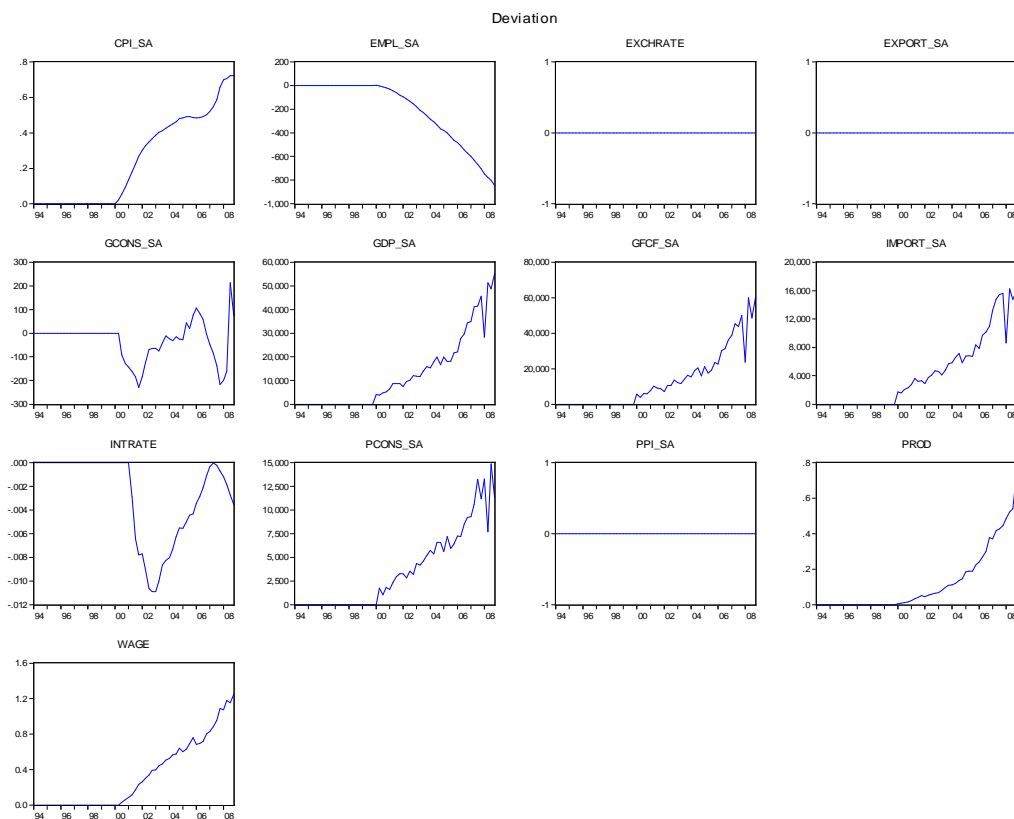 Deviation
CPI_SA EMPL_SA EXCHRATE EXPORT_SA
.8 200 1 1
0
.6 -200
.4 -400 0 0
-600
.2 -800
.0 -1,000 -1 -1
94 96 98 00 02 04 06 08 94 96 98 00 02 04 06 08 94 96 98 00 02 04 06 08 94 96 98 00 02 04 06 08
GCONS_SA GDP_SA GFCF_SA IMPORT_SA
300 60,000 80,000 20,000
200 50,000 16,000
100 40,000 60,000 12,000
0 30,000 40,000
-100 20,000 8,000
-200 10,000 20,000 4,000
-300 0 0 0
94 96 98 00 02 04 06 08 94 96 98 00 02 04 06 08 94 96 98 00 02 04 06 08 94 96 98 00 02 04 06 08
INTRATE PCONS_SA PPI_SA PROD
.000 15,000 1 .8
-.002 12,500
-.004 10,000 .6
-.006 7,500 0 .4
-.008 5,000
-.010 2,500 .2
-.012 0 -1 .0
94 96 98 00 02 04 06 08 94 96 98 00 02 04 06 08 94 96 98 00 02 04 06 08 94 96 98 00 02 04 06 08
WAGE
1.6
1.2
0.8
0.4
0.0
94 96 98 00 02 04 06 08